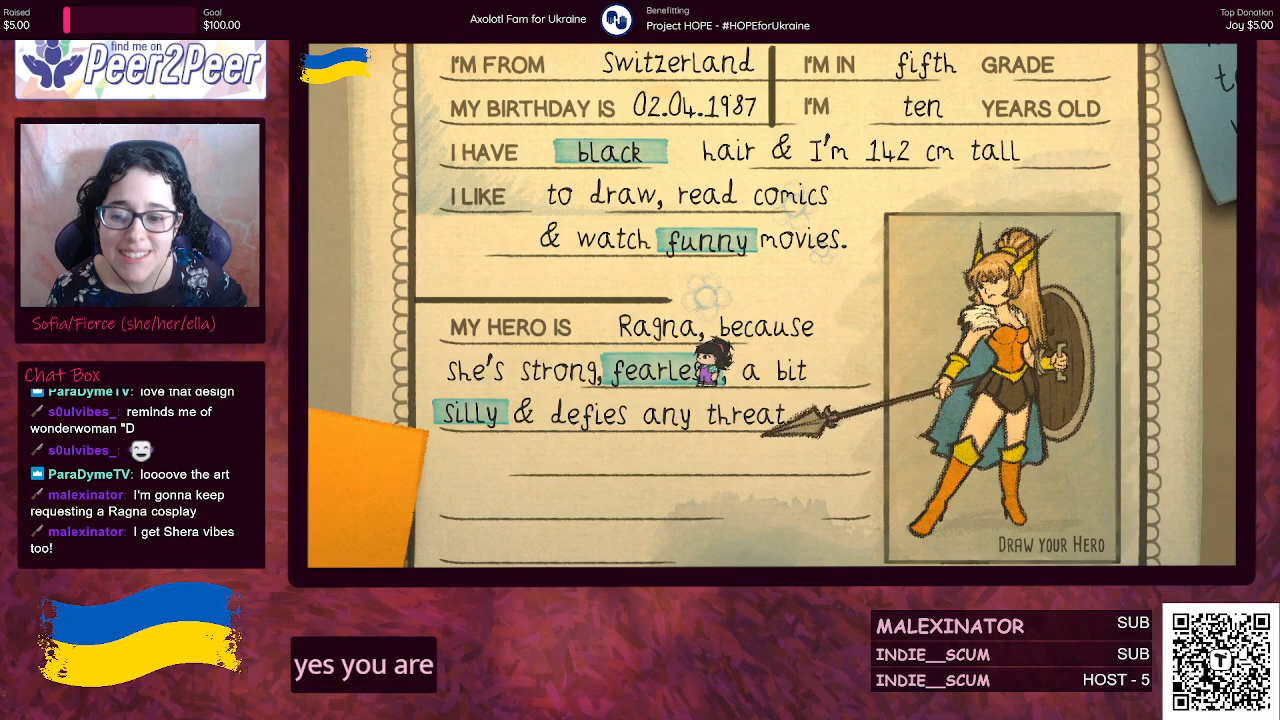 Raised
$5.00
Goal
$100.00
Axolotl Fam for Ukraine
Benefitting
Project HOPE - #HOPEforUkraine
Top Donation
Joy $5.00
find me on
Peer2Peer
Sofia/Fierce (she/her/ella)
Chat Box
ParaDymeTV: love that design
s0ulvibes_: reminds me of
wonderwoman "D
s0ulvibes_:
ParaDymeTV: loooove the art
malexinator: I'm gonna keep
requesting a Ragna cosplay
malexinator: I get Shera vibes
too!
I'M FROM Switzerland
I'M IN fifth GRADE
MY BIRTHDAY IS 02.04.1987
I'M ten YEARS OLD
I HAVE black hair & I'm 142 cm tall
I LIKE to draw, read comics
& watch funny movies.
MY HERO IS Ragna, because
she's strong, a bit
silly & defies any threat
DRAW YOUR HERO
yes you are
MALEXINATOR SUB
INDIE__SCUM SUB
INDIE__SCUM HOST - 5
T